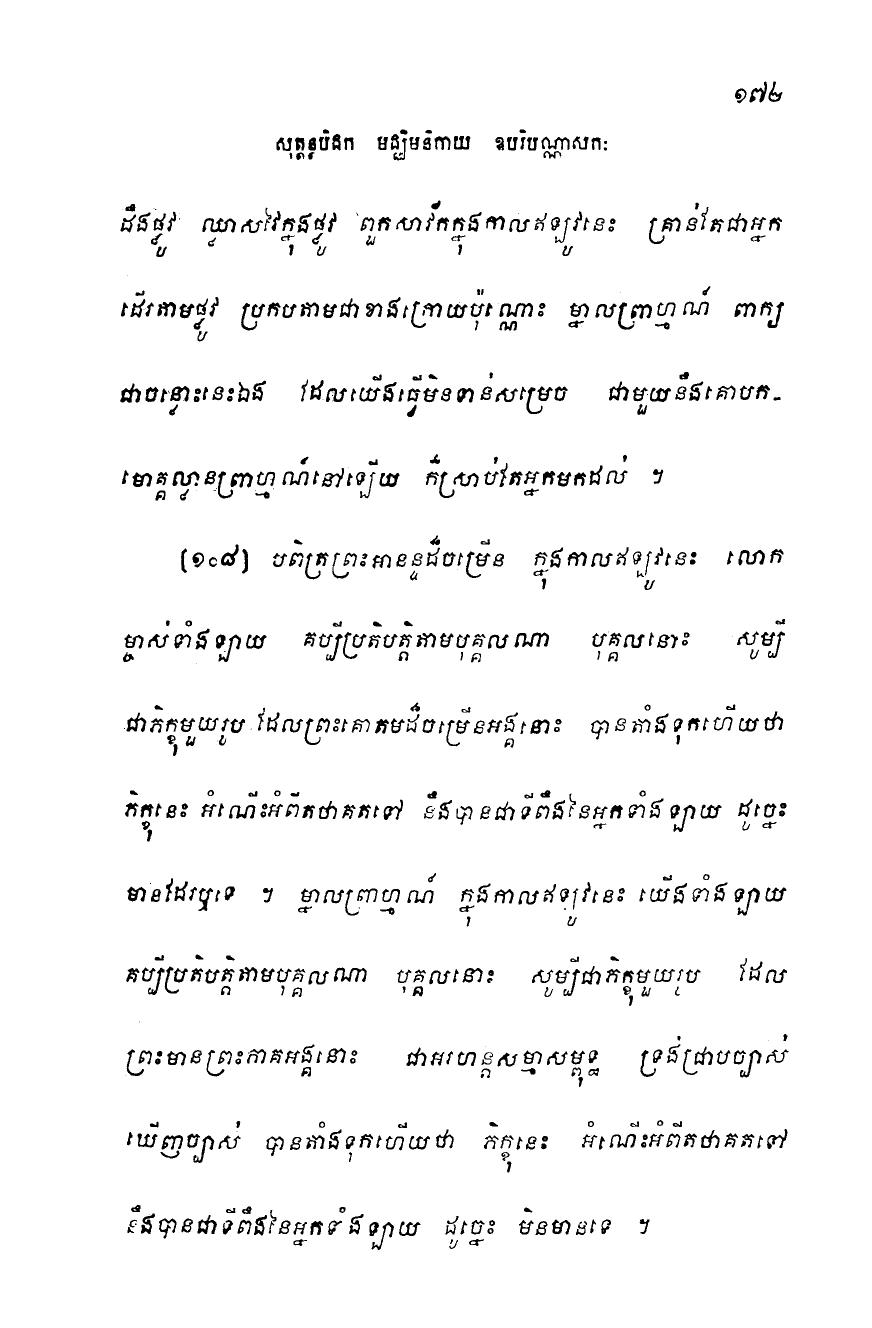 ១៧២
សុត្តន្តបិដក មជ្ឈិមនិកាយ ឧបរិបណ្ណាសកៈ
ដឹងផ្លូវ ឈ្លាសវៃក្នុងផ្លូវ ពួកសាវ័កក្នុងកាលឥឡូវនេះ គ្រាន់តែជាអ្នក
ដើរតាមផ្លូវ ប្រកបតាមជាខាងក្រោយប៉ុណ្ណោះ ម្នាលព្រាហ្មណ៍ ពាក្យ
ជាចន្លោះនេះឯង ដែលយើងធ្វើមិនទាន់សម្រេច ជាមួយនឹងគោបក-
មោគ្គល្លានព្រាហ្មណ៍នៅឡើយ ក៏ស្រាប់តែអ្នកមកដល់ ។
[១០៨] បពិត្រព្រះអានន្ទដ៏ចម្រើន ក្នុងកាលឥឡូវនេះ លោក
ម្ចាស់ទាំងឡាយ គប្បីប្រតិបត្តិតាមបុគ្គលណា បុគ្គលនោះ សូម្បី
ជាភិក្ខុមួយរូប ដែលព្រះគោតមដ៏ចម្រើនអង្គនោះ បានតាំងទុកហើយថា
ភិក្ខុនេះ អំណើះអំពីតថាគតទៅ នឹងបានជាទីពឹងនៃអ្នកទាំងឡាយ ដូច្នេះ
មានដែរឬទេ ។ ម្នាលព្រាហ្មណ៍ ក្នុងកាលឥឡូវនេះ យើងទាំងឡាយ
គប្បីប្រតិបត្តិតាមបុគ្គលណា បុគ្គលនោះ សូម្បីជាភិក្ខុមួយរូប ដែល
ព្រះមានព្រះភាគអង្គនោះ ជាអរហន្តសម្មាសម្ពុទ្ធ ទ្រង់ជ្រាបច្បាស់
ឃើញច្បាស់ បានតាំងទុកហើយថា ភិក្ខុនេះ អំណើះអំពីតថាគតទៅ
នឹងបានជាទីពឹងនៃអ្នកទាំងឡាយ ដូច្នេះ មិនមានទេ ។